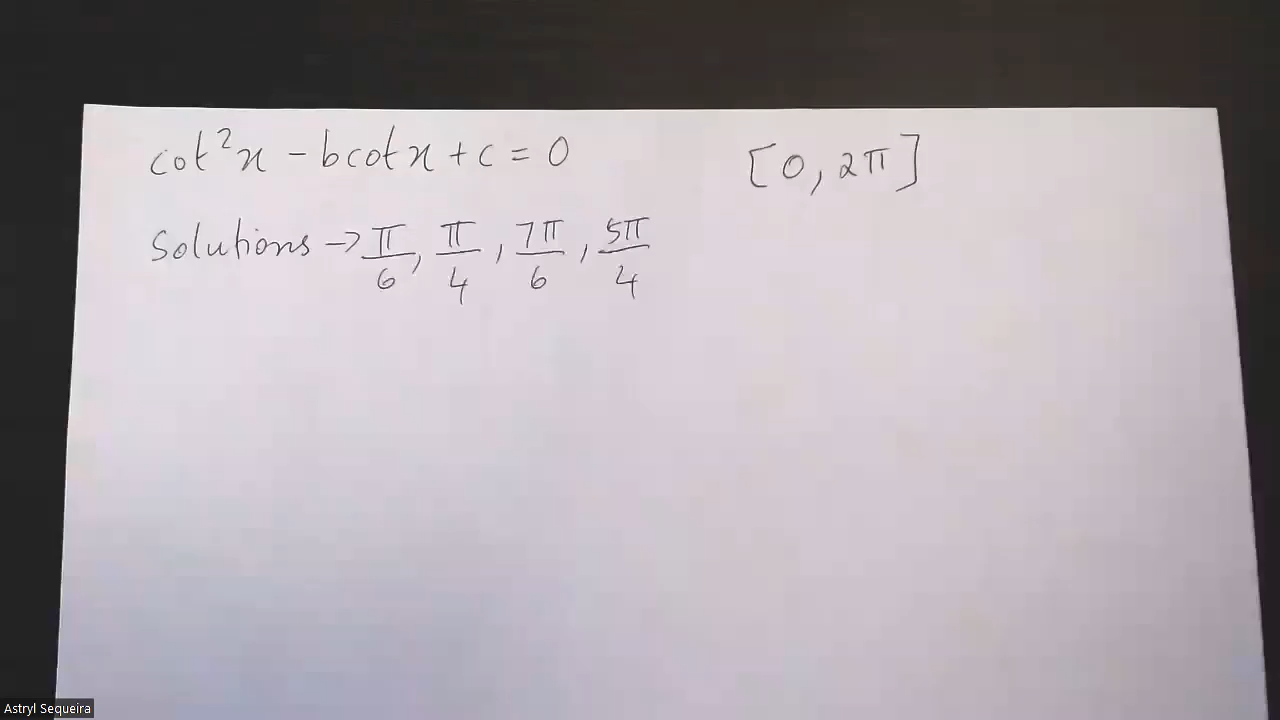 cot²x - bcotx + c = 0 [0, 2π]
Solutions → π/6, π/4, 7π/6, 5π/4
Astryl Sequeira